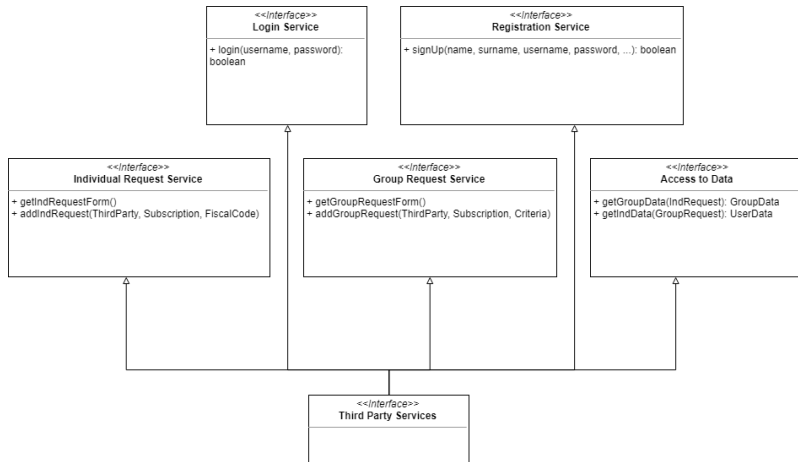 <<Interface>>
Login Service
+ login(username, password):
boolean
<<Interface>>
Registration Service
+ signUp(name, surname, username, password, ...): boolean
<<Interface>>
Individual Request Service
+ getIndRequestForm()
+ addIndRequest(ThirdParty, Subscription, FiscalCode)
<<Interface>>
Group Request Service
+ getGroupRequestForm()
+ addGroupRequest(ThirdParty, Subscription, Criteria)
<<Interface>>
Access to Data
+ getGroupData(IndRequest): GroupData
+ getIndData(GroupRequest): UserData
<<Interface>>
Third Party Services